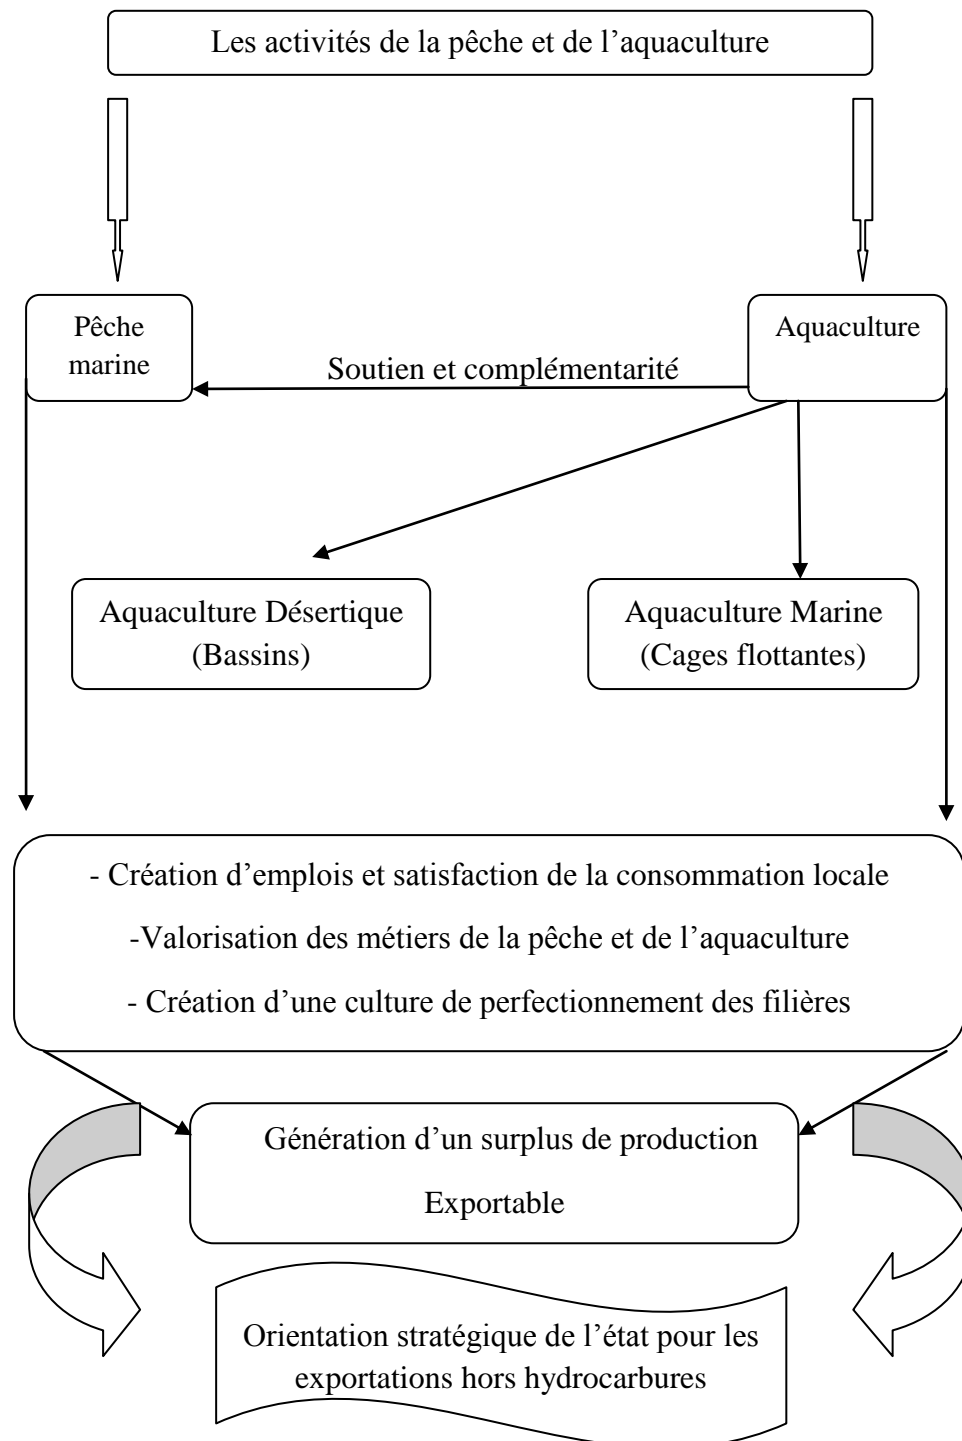 Les activités de la pêche et de l’aquaculture
Pêche
marine
Aquaculture
Soutien et complémentarité
Aquaculture Désertique
(Bassins)
Aquaculture Marine
(Cages flottantes)
- Création d’emplois et satisfaction de la consommation locale
-Valorisation des métiers de la pêche et de l’aquaculture
- Création d’une culture de perfectionnement des filières
Génération d’un surplus de production
Exportable
Orientation stratégique de l’état pour les
exportations hors hydrocarbures